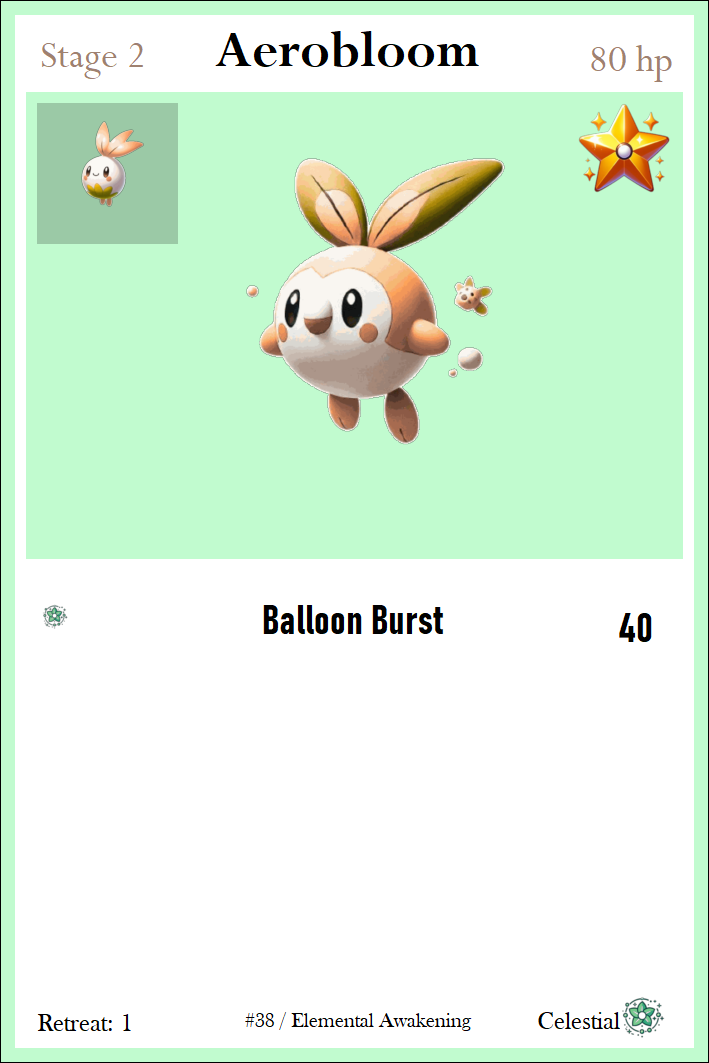 Stage 2
Aerobloom
80 hp
Balloon Burst
40
Retreat: 1
#38 / Elemental Awakening
Celestial